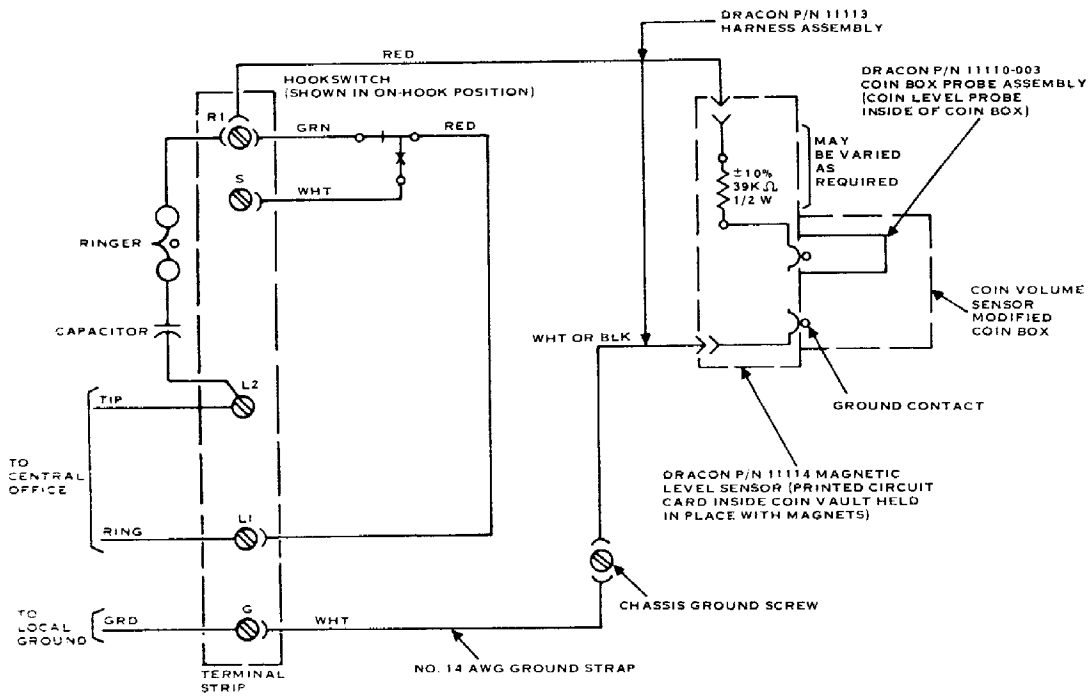 DRACON P/N 11113
HARNESS ASSEMBLY
RED
HOOKSWITCH
(SHOWN IN ON-HOOK POSITION)
DRACON P/N 11110-003
COIN BOX PROBE ASSEMBLY
(COIN LEVEL PROBE
INSIDE OF COIN BOX)
R1
GRN
RED
MAY
BE VARIED
AS
REQUIRED
±10%
39K Ω
1/2 W
S
WHT
RINGER
CAPACITOR
COIN VOLUME
SENSOR
MODIFIED
COIN BOX
WHT OR BLK
L2
TIP
GROUND CONTACT
TO
CENTRAL
OFFICE
DRACON P/N 11114 MAGNETIC
LEVEL SENSOR (PRINTED CIRCUIT
CARD INSIDE COIN VAULT HELD
IN PLACE WITH MAGNETS)
L1
RING
CHASSIS GROUND SCREW
TO
LOCAL
GROUND
GRD
G
WHT
NO. 14 AWG GROUND STRAP
TERMINAL
STRIP